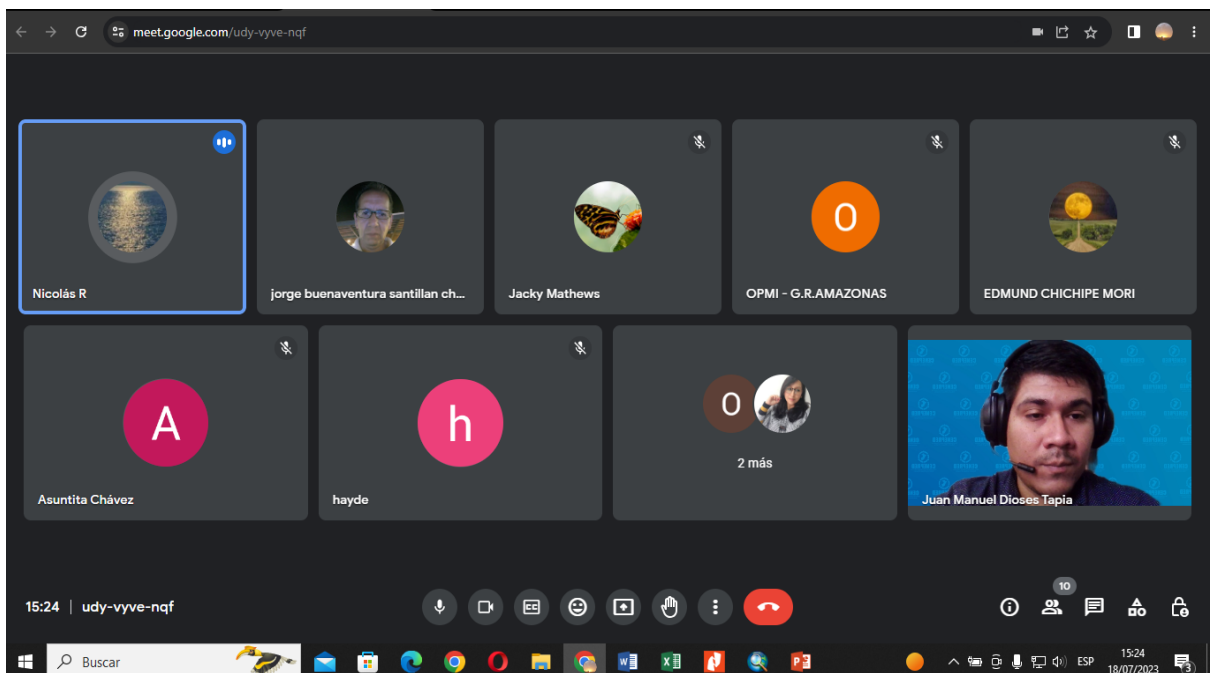 meet.google.com/udy-vyve-nqf
Nicolás R
jorge buenaventura santillan ch...
Jacky Mathews
O
OPMI - G.R.AMAZONAS
EDMUND CHICHIPE MORI
A
Asuntita Chávez
h
hayde
O
2 más
Juan Manuel Dioses Tapia
15:24 | udy-vyve-nqf
10
Buscar
ESP
15:24
18/07/2023
3